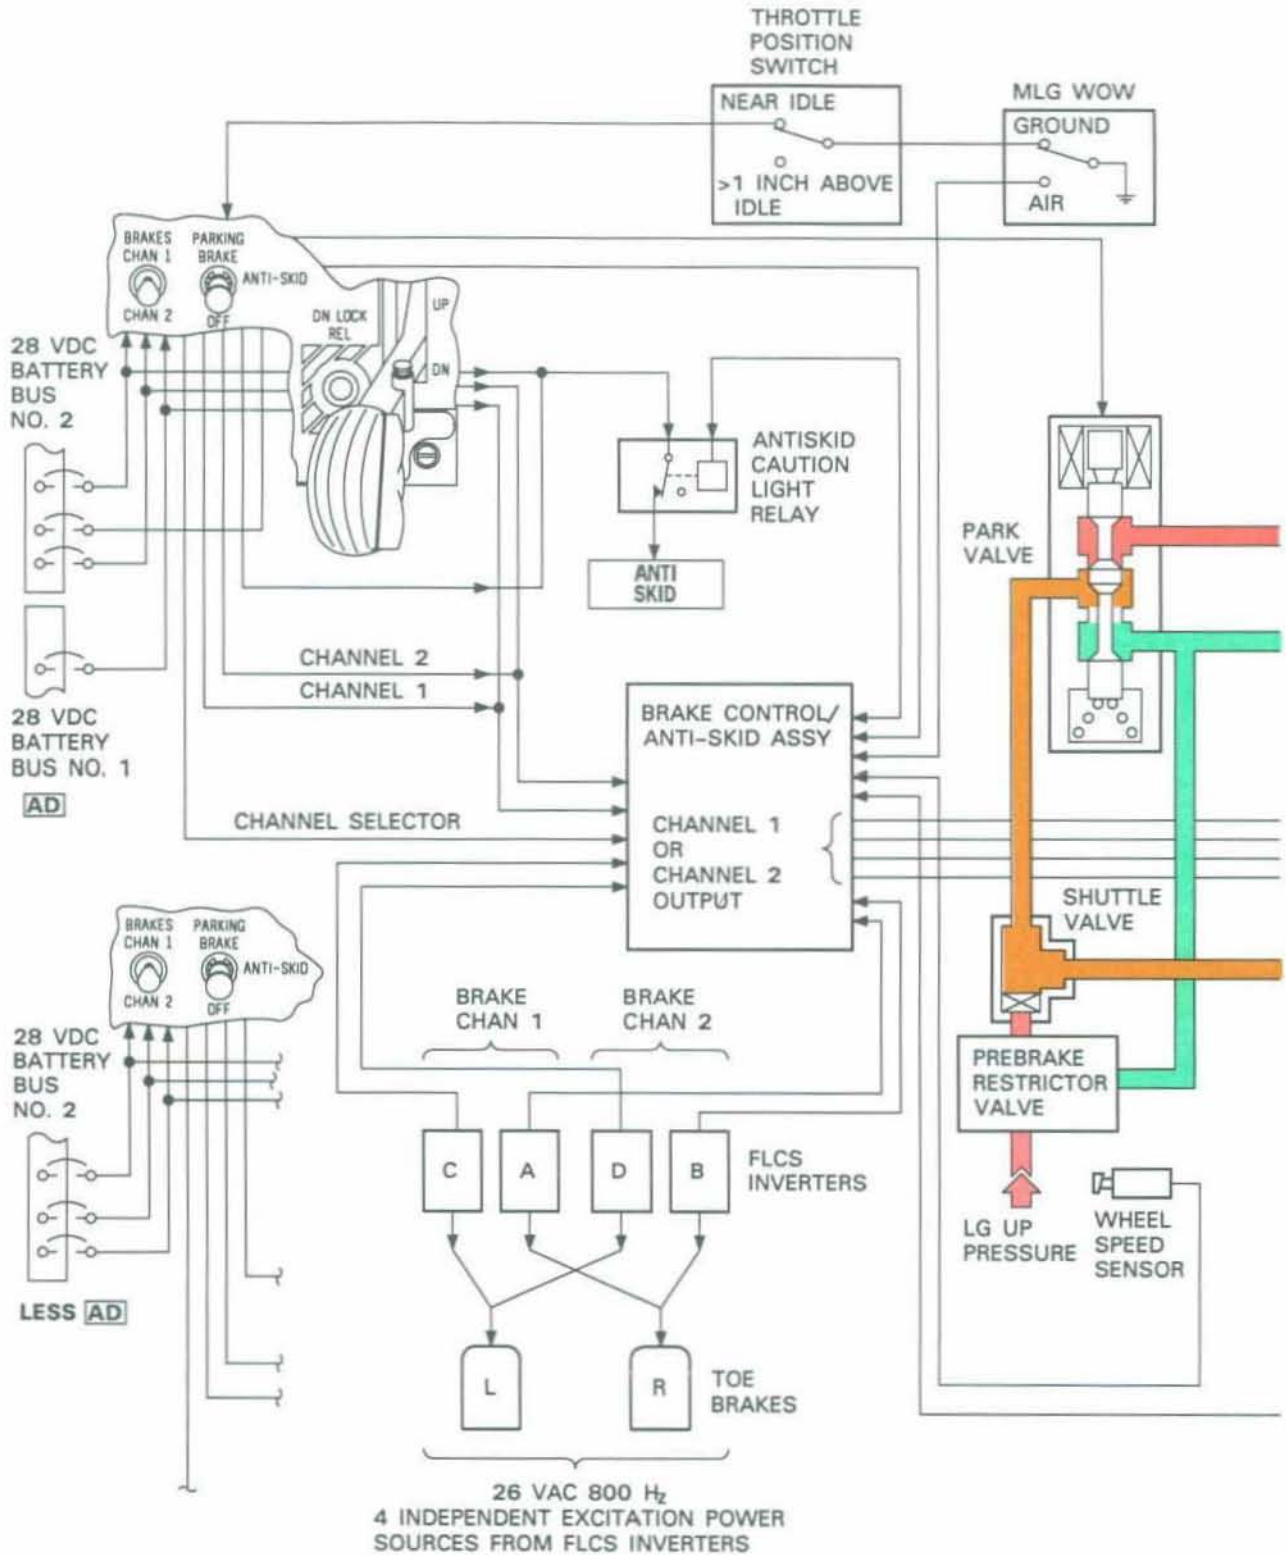 THROTTLE
POSITION
SWITCH
NEAR IDLE
>1 INCH ABOVE
IDLE
MLG WOW
GROUND
AIR
BRAKES
CHAN 1
CHAN 2
PARKING
BRAKE
ANTI-SKID
OFF
DN LOCK
REL
UP
DN
28 VDC
BATTERY
BUS
NO. 2
ANTISKID
CAUTION
LIGHT
RELAY
ANTI
SKID
PARK
VALVE
CHANNEL 2
CHANNEL 1
28 VDC
BATTERY
BUS NO. 1
AD
BRAKE CONTROL/
ANTI-SKID ASSY
CHANNEL 1
OR
CHANNEL 2
OUTPUT
CHANNEL SELECTOR
SHUTTLE
VALVE
BRAKES
CHAN 1
CHAN 2
PARKING
BRAKE
ANTI-SKID
OFF
28 VDC
BATTERY
BUS
NO. 2
LESS AD
BRAKE
CHAN 1
BRAKE
CHAN 2
PREBRAKE
RESTRICTOR
VALVE
C
A
D
B
FLCS
INVERTERS
LG UP
PRESSURE
WHEEL
SPEED
SENSOR
L
R
TOE
BRAKES
26 VAC 800 Hz
4 INDEPENDENT EXCITATION POWER
SOURCES FROM FLCS INVERTERS